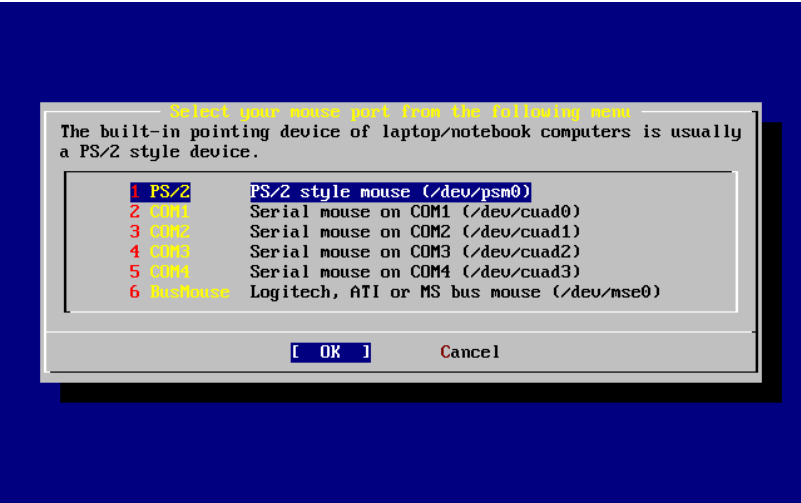 Select your mouse port from the following menu
The built-in pointing device of laptop/notebook computers is usually
a PS/2 style device.
1 PS/2 PS/2 style mouse (/dev/psm0)
2 COM1 Serial mouse on COM1 (/dev/cuad0)
3 COM2 Serial mouse on COM2 (/dev/cuad1)
4 COM3 Serial mouse on COM3 (/dev/cuad2)
5 COM4 Serial mouse on COM4 (/dev/cuad3)
6 BusMouse Logitech, ATI or MS bus mouse (/dev/mse0)
[ OK ] Cancel